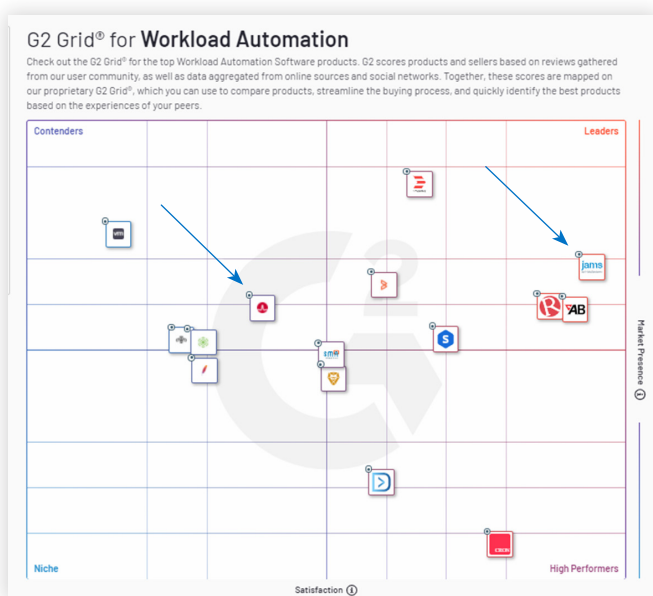 G2 Grid® for Workload Automation
Check out the G2 Grid® for the top Workload Automation Software products. G2 scores products and sellers based on reviews gathered
from our user community, as well as data aggregated from online sources and social networks. Together, these scores are mapped on
our proprietary G2 Grid®, which you can use to compare products, streamline the buying process, and quickly identify the best products
based on the experiences of your peers.
Contenders
Leaders
vm
jams
R
AB
S
smw
Market Presence
Niche
High Performers
Satisfaction